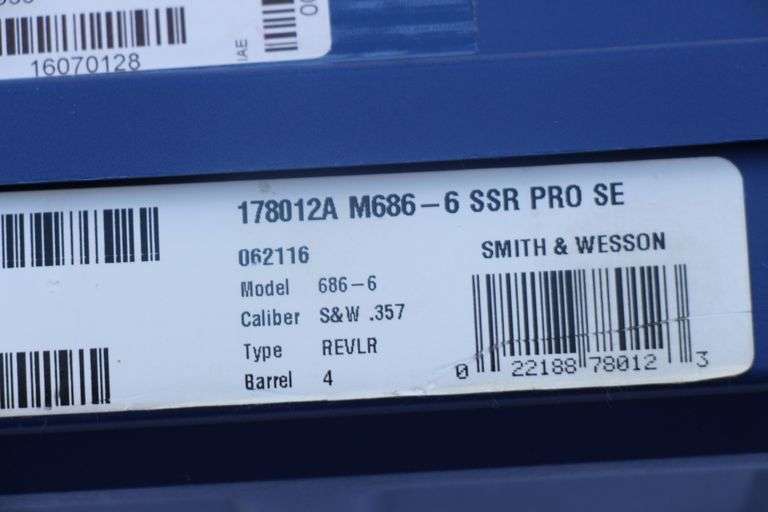 16070128
178012A M686-6 SSR PRO SE
062116
SMITH & WESSON
Model 686-6
Caliber S&W .357
Type REVLR
Barrel 4
0 22188 78012 3